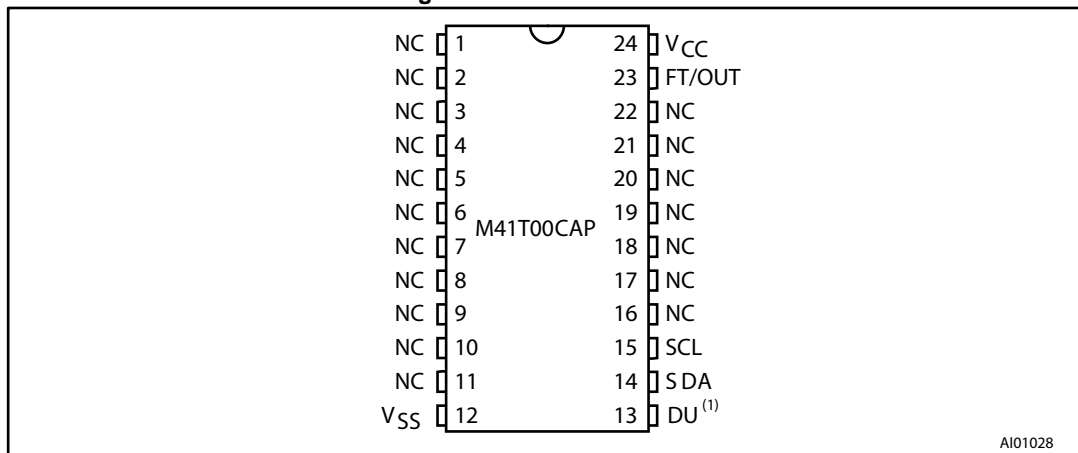 NC 1 24 VCC
NC 2 23 FT/OUT
NC 3 22 NC
NC 4 21 NC
NC 5 20 NC
NC 6 19 NC
M41T00CAP
NC 7 18 NC
NC 8 17 NC
NC 9 16 NC
NC 10 15 SCL
NC 11 14 SDA
VSS 12 13 DU (1)
AI01028